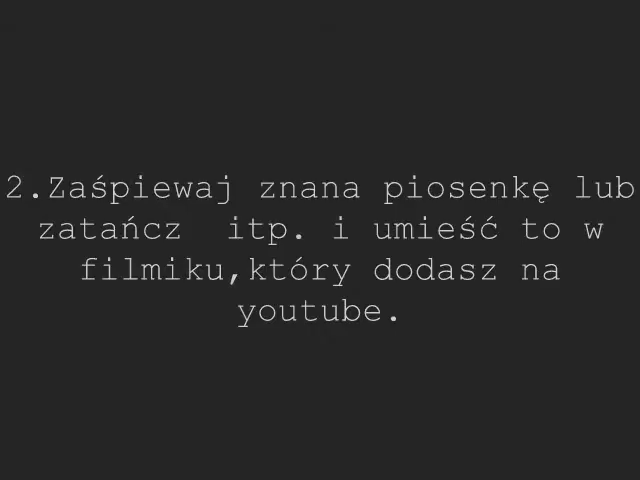 2.Zaśpiewaj znana piosenkę lub
zatańcz  itp. i umieść to w
filmiku,który dodasz na
youtube.